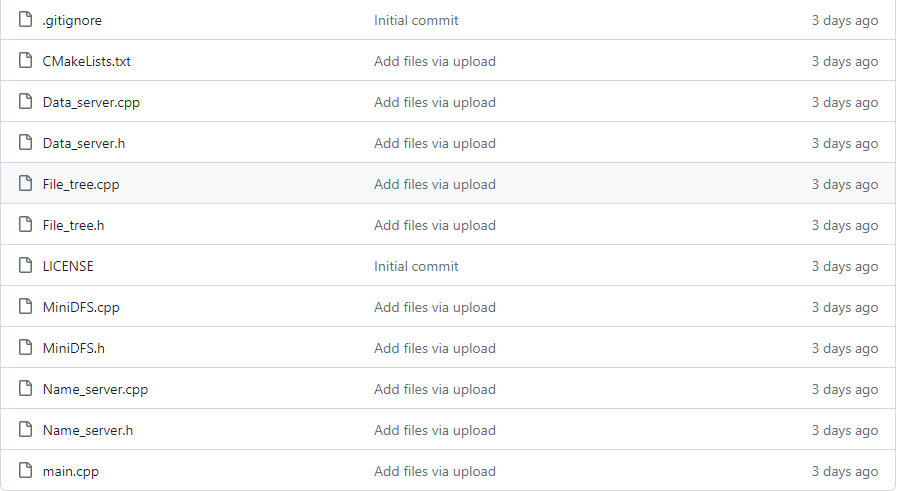 .gitignore Initial commit 3 days ago
CMakeLists.txt Add files via upload 3 days ago
Data_server.cpp Add files via upload 3 days ago
Data_server.h Add files via upload 3 days ago
File_tree.cpp Add files via upload 3 days ago
File_tree.h Add files via upload 3 days ago
LICENSE Initial commit 3 days ago
MiniDFS.cpp Add files via upload 3 days ago
MiniDFS.h Add files via upload 3 days ago
Name_server.cpp Add files via upload 3 days ago
Name_server.h Add files via upload 3 days ago
main.cpp Add files via upload 3 days ago